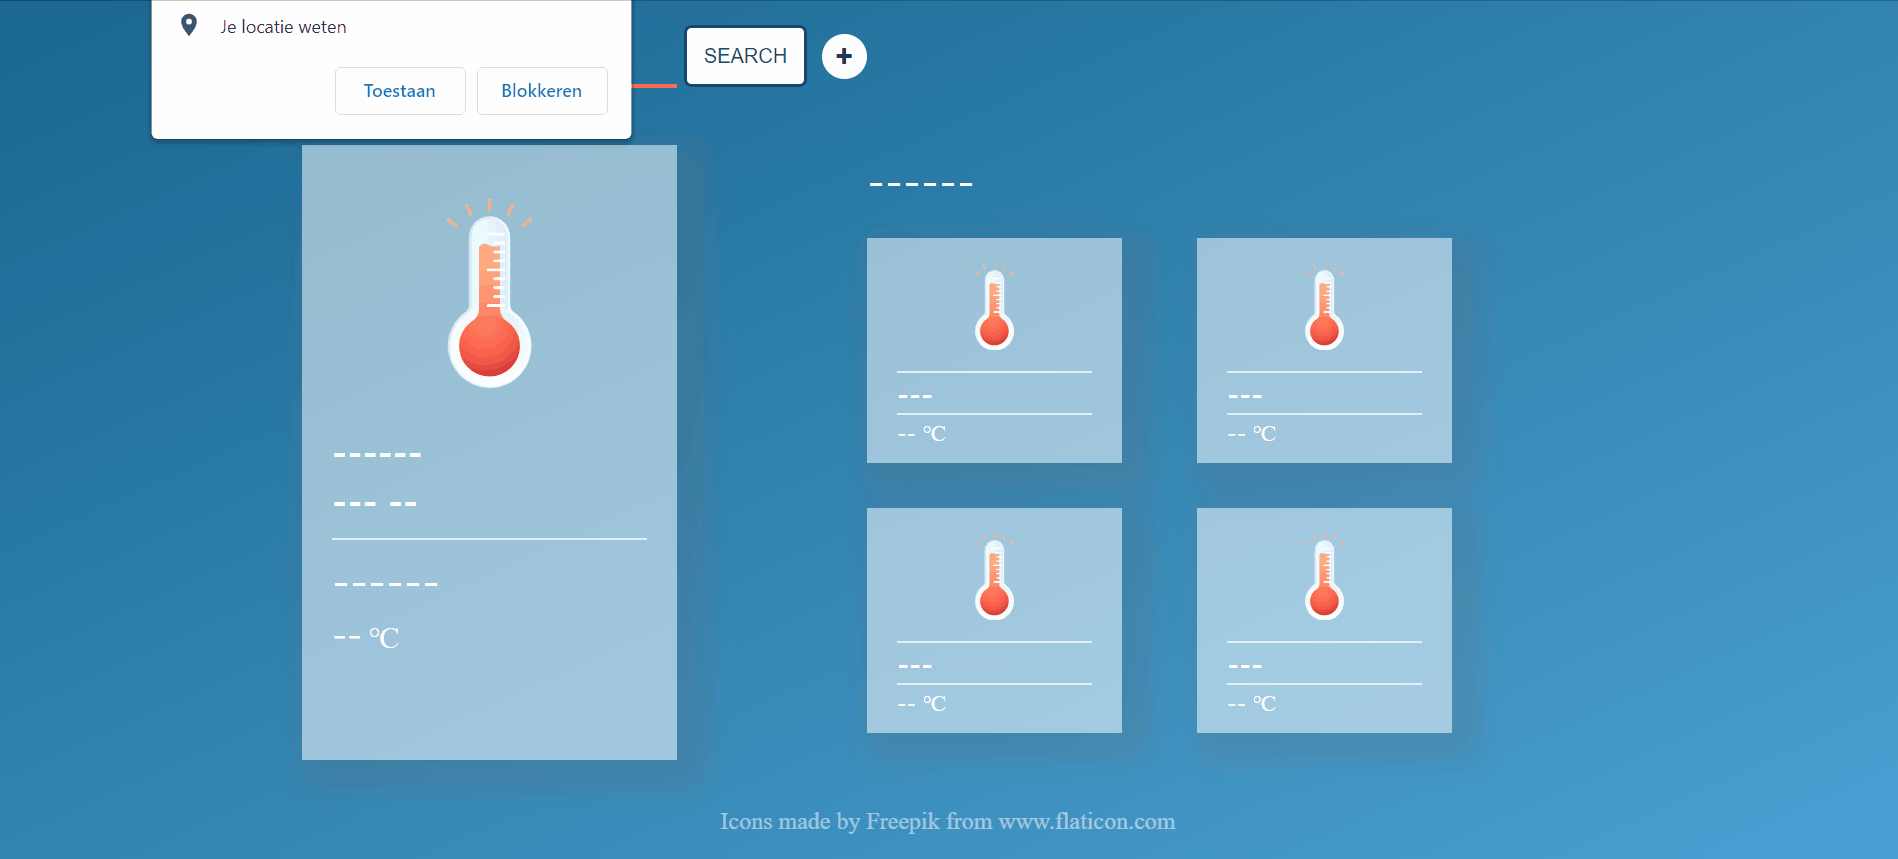 Je locatie weten
Toestaan Blokkeren
SEARCH +
------
--- --
------
-- °C
------
---
-- °C
---
-- °C
---
-- °C
---
-- °C
Icons made by Freepik from www.flaticon.com